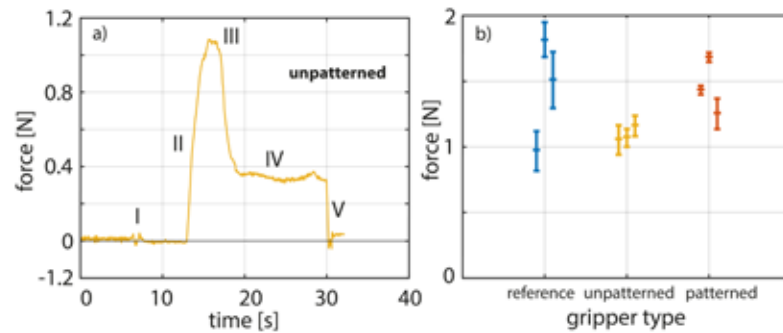 a)
unpatterned
I
II
III
IV
V
1.2
0.8
0.4
0
-1.2
force [N]
0
10
20
30
40
time [s]
b)
2
1
0
force [N]
reference
unpatterned
patterned
gripper type